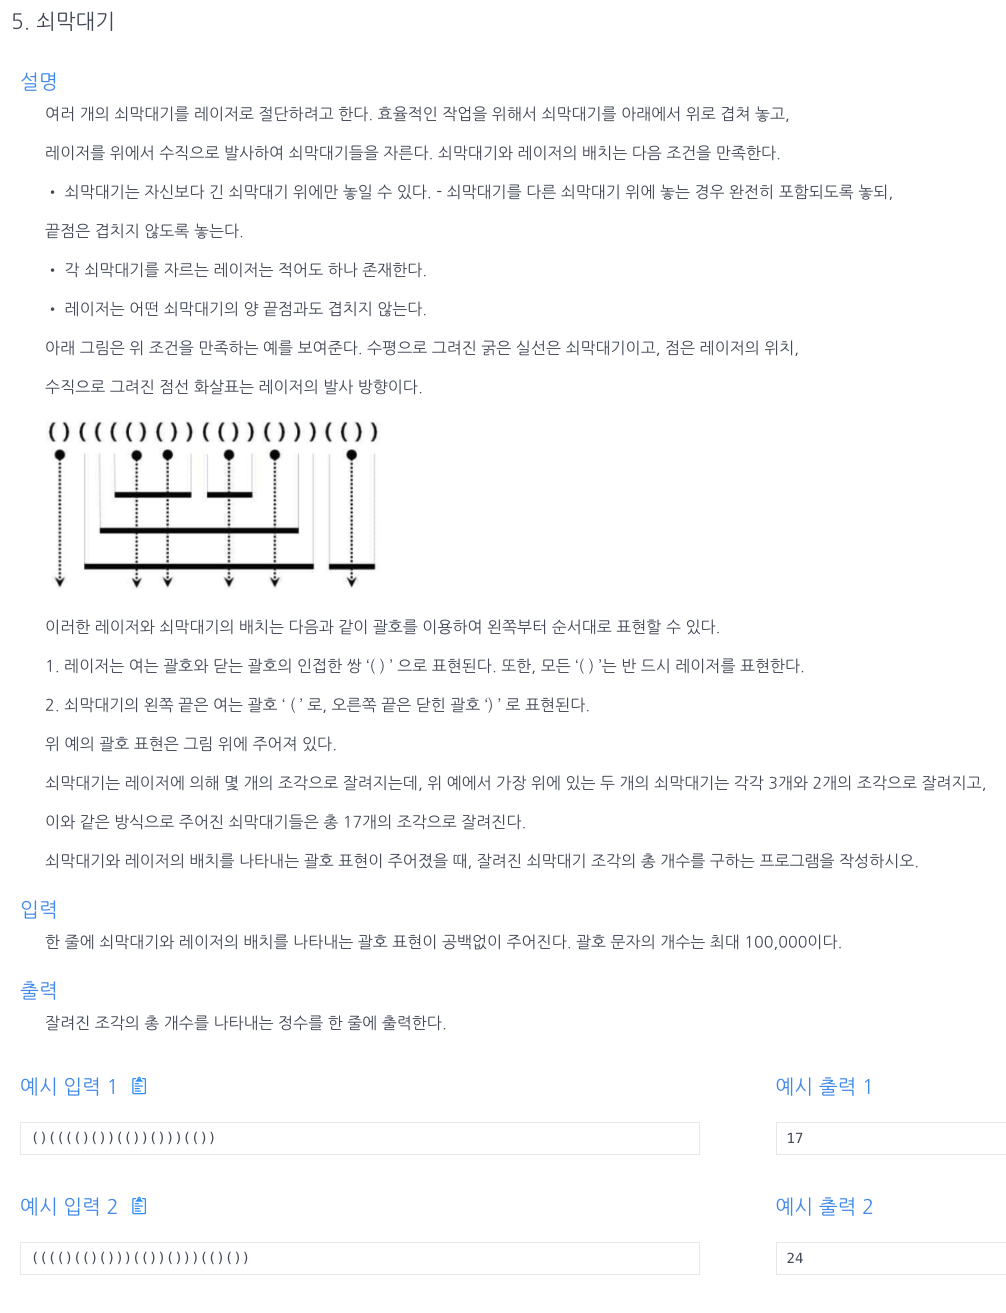 5. 쇠막대기
설명
여러 개의 쇠막대기를 레이저로 절단하려고 한다. 효율적인 작업을 위해서 쇠막대기를 아래에서 위로 겹쳐 놓고,
레이저를 위에서 수직으로 발사하여 쇠막대기들을 자른다. 쇠막대기와 레이저의 배치는 다음 조건을 만족한다.
• 쇠막대기는 자신보다 긴 쇠막대기 위에만 놓일 수 있다. - 쇠막대기를 다른 쇠막대기 위에 놓는 경우 완전히 포함되도록 놓되,
끝점은 겹치지 않도록 놓는다.
• 각 쇠막대기를 자르는 레이저는 적어도 하나 존재한다.
• 레이저는 어떤 쇠막대기의 양 끝점과도 겹치지 않는다.
아래 그림은 위 조건을 만족하는 예를 보여준다. 수평으로 그려진 굵은 실선은 쇠막대기이고, 점은 레이저의 위치,
수직으로 그려진 점선 화살표는 레이저의 발사 방향이다.
( ) ( ( ( ( ) ( ) ) ( ( ) ) ( ) ) ) ( ( ) )
이러한 레이저와 쇠막대기의 배치는 다음과 같이 괄호를 이용하여 왼쪽부터 순서대로 표현할 수 있다.
1. 레이저는 여는 괄호와 닫는 괄호의 인접한 쌍 ‘( ) ’ 으로 표현된다. 또한, 모든 ‘( ) ’는 반 드시 레이저를 표현한다.
2. 쇠막대기의 왼쪽 끝은 여는 괄호 ‘ ( ’ 로, 오른쪽 끝은 닫힌 괄호 ‘) ’ 로 표현된다.
위 예의 괄호 표현은 그림 위에 주어져 있다.
쇠막대기는 레이저에 의해 몇 개의 조각으로 잘려지는데, 위 예에서 가장 위에 있는 두 개의 쇠막대기는 각각 3개와 2개의 조각으로 잘려지고,
이와 같은 방식으로 주어진 쇠막대기들은 총 17개의 조각으로 잘려진다.
쇠막대기와 레이저의 배치를 나타내는 괄호 표현이 주어졌을 때, 잘려진 쇠막대기 조각의 총 개수를 구하는 프로그램을 작성하시오.
입력
한 줄에 쇠막대기와 레이저의 배치를 나타내는 괄호 표현이 공백없이 주어진다. 괄호 문자의 개수는 최대 100,000이다.
출력
잘려진 조각의 총 개수를 나타내는 정수를 한 줄에 출력한다.
예시 입력 1
예시 출력 1
()(((()())(())()))(())
17
예시 입력 2
예시 출력 2
(((()(()()))(())()))(()())
24